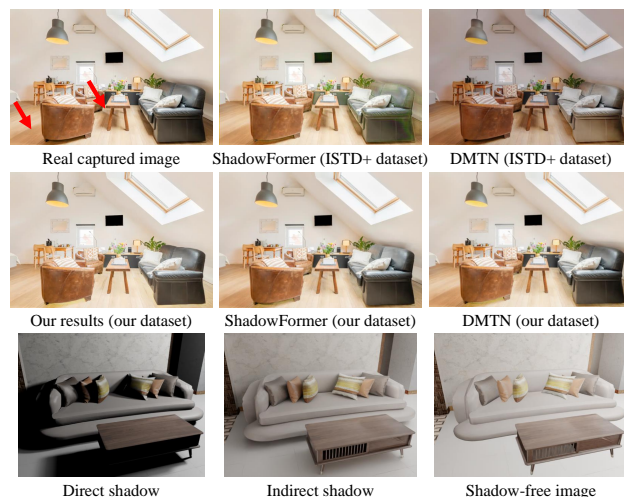 Real captured image ShadowFormer (ISTD+ dataset) DMTN (ISTD+ dataset)
Our results (our dataset) ShadowFormer (our dataset) DMTN (our dataset)
Direct shadow Indirect shadow Shadow-free image